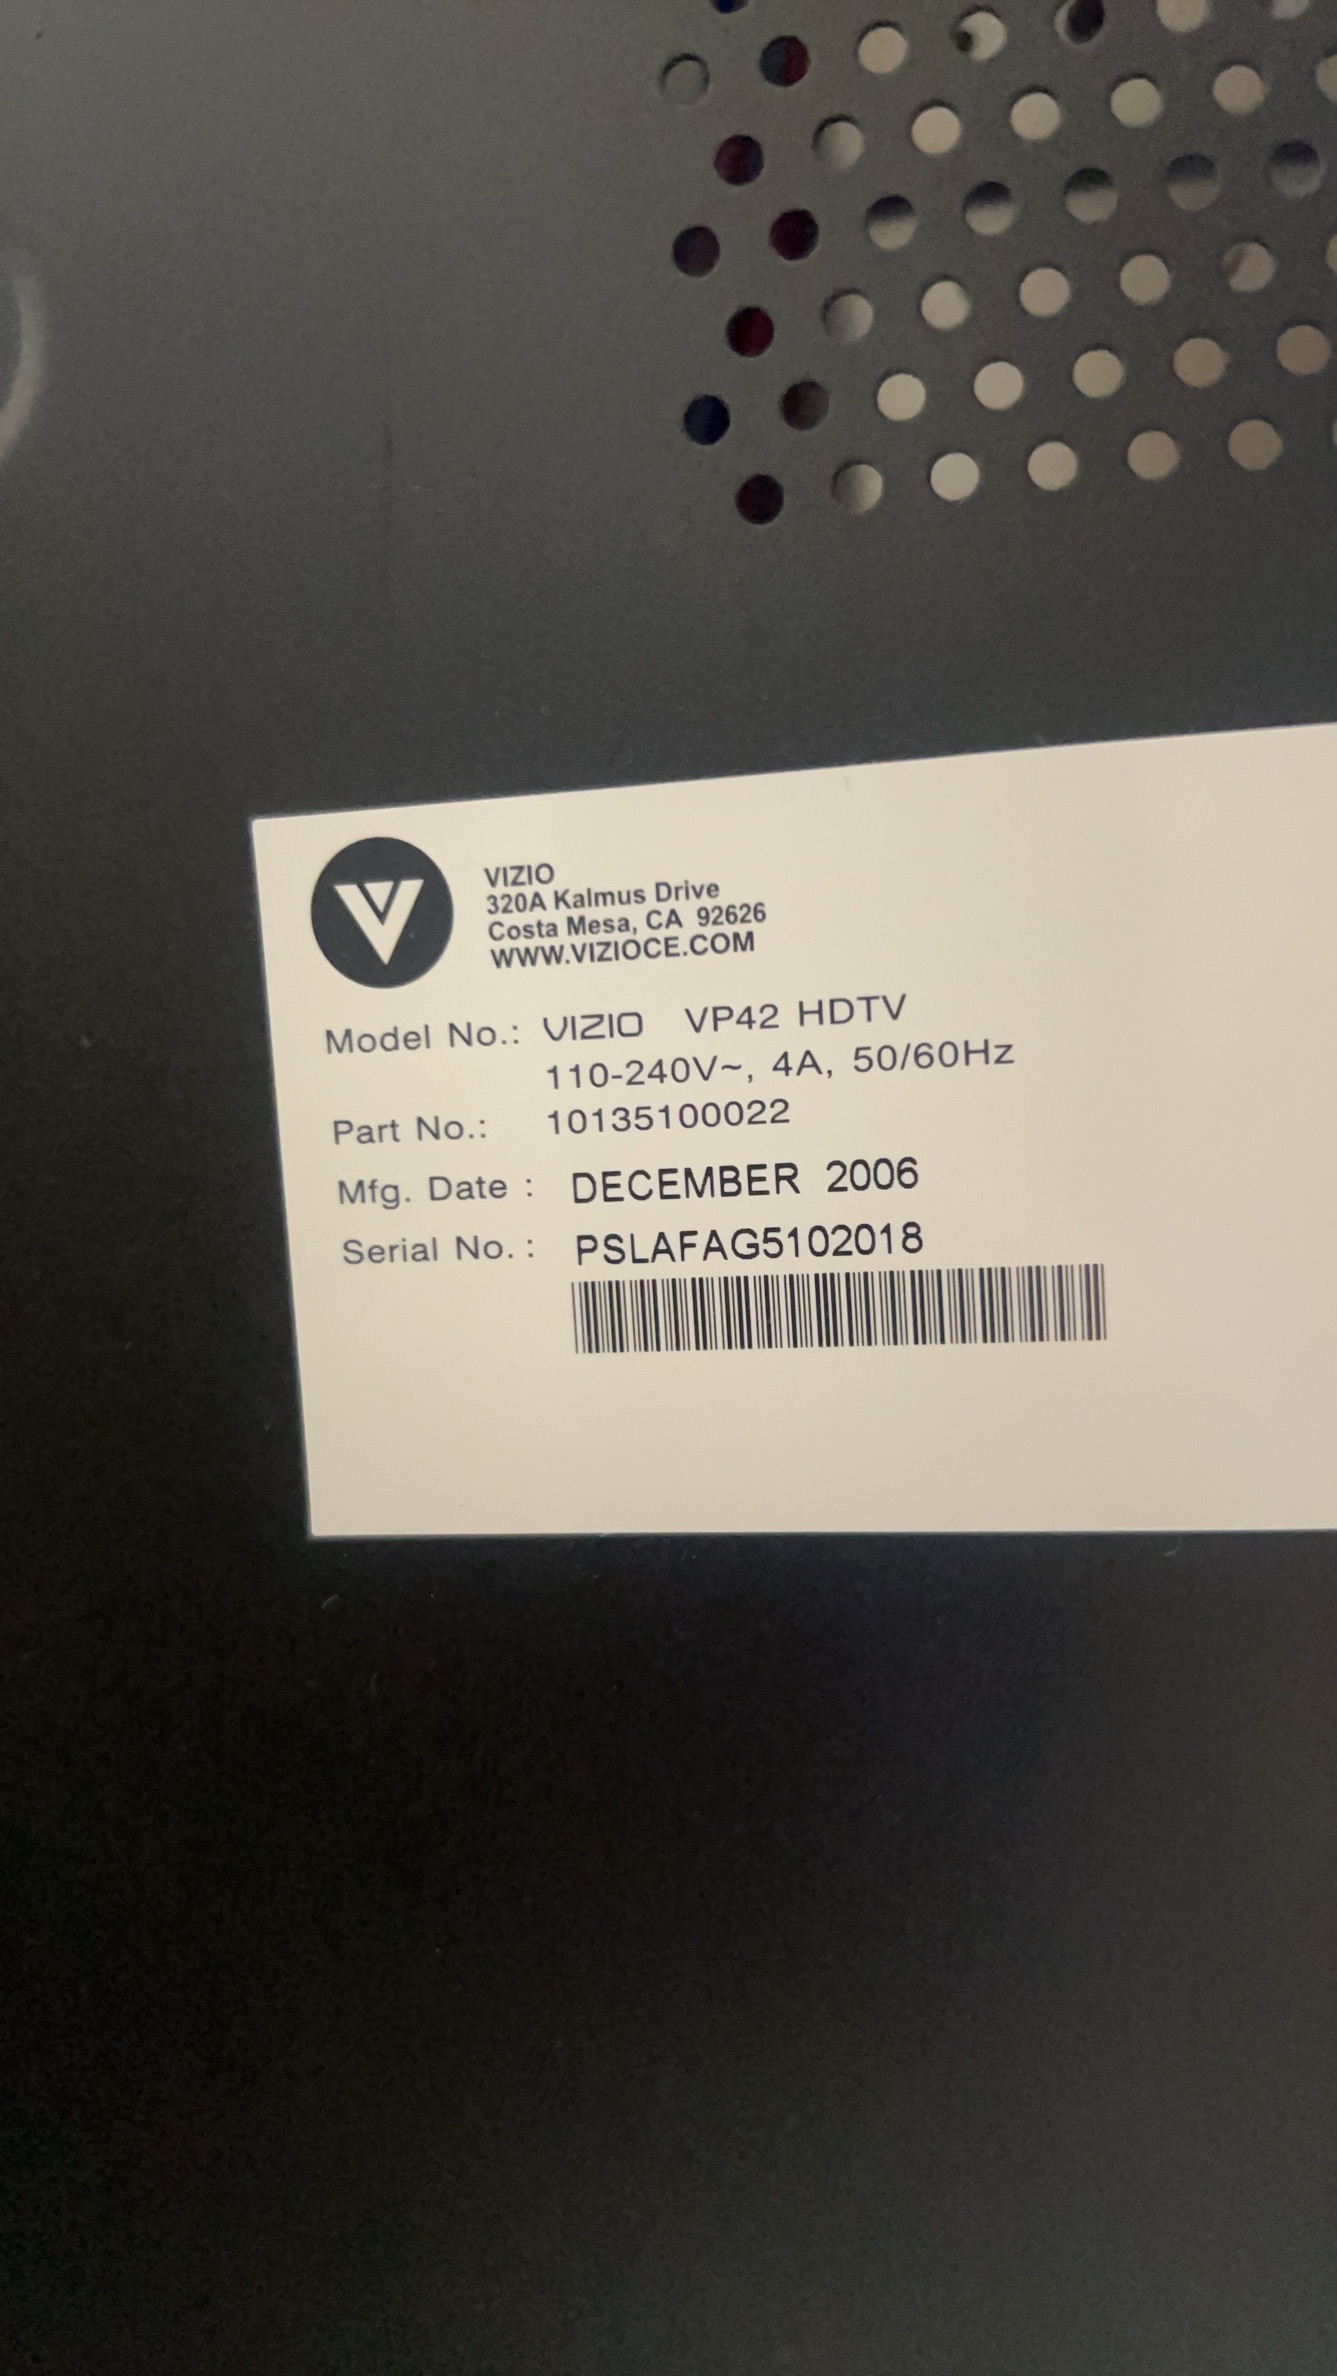 VIZIO
320A Kalmus Drive
Costa Mesa, CA 92626
WWW.VIZIOCE.COM
Model No.: VIZIO VP42 HDTV
110-240V~, 4A, 50/60Hz
Part No.: 10135100022
Mfg. Date : DECEMBER 2006
Serial No. : PSLAFAG5102018